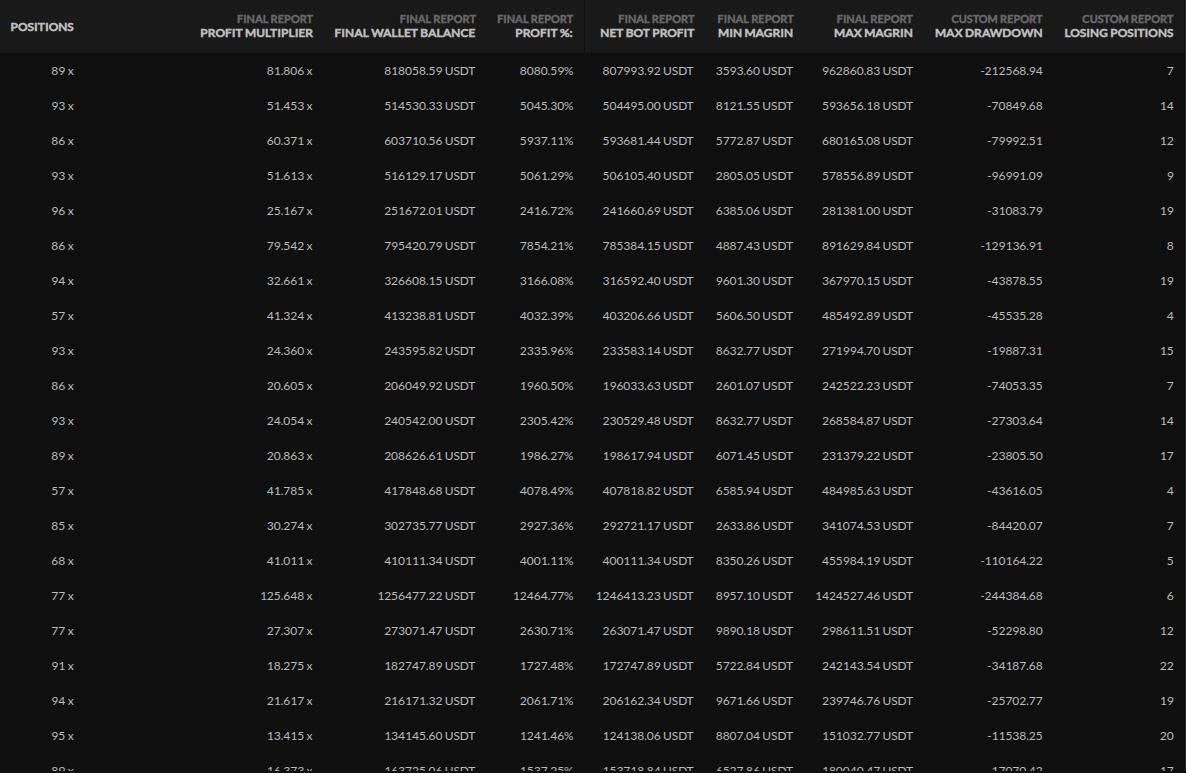 FINAL REPORT FINAL REPORT FINAL REPORT FINAL REPORT FINAL REPORT FINAL REPORT CUSTOM REPORT CUSTOM REPORT
POSITIONS PROFIT MULTIPLIER FINAL WALLET BALANCE PROFIT %: NET BOT PROFIT MIN MAGRIN MAX MAGRIN MAX DRAWDOWN LOSING POSITIONS
89 x 81.806 x 818058.59 USDT 8080.59% 807993.92 USDT 3593.60 USDT 962860.83 USDT -212568.94 7
93 x 51.453 x 514530.33 USDT 5045.30% 504495.00 USDT 8121.55 USDT 593656.18 USDT -70849.68 14
86 x 60.371 x 603710.56 USDT 5937.11% 593681.44 USDT 5772.87 USDT 680165.08 USDT -79992.51 12
93 x 51.613 x 516129.17 USDT 5061.29% 506105.40 USDT 2805.05 USDT 578556.89 USDT -96991.09 9
96 x 25.167 x 251672.01 USDT 2416.72% 241660.69 USDT 6385.06 USDT 281381.00 USDT -31083.79 19
86 x 79.542 x 795420.79 USDT 7854.21% 785384.15 USDT 4887.43 USDT 891629.84 USDT -129136.91 8
94 x 32.661 x 326608.15 USDT 3166.08% 316592.40 USDT 9601.30 USDT 367970.15 USDT -43878.55 19
57 x 41.324 x 413238.81 USDT 4032.39% 403206.66 USDT 5606.50 USDT 485492.89 USDT -45535.28 4
93 x 24.360 x 243595.82 USDT 2335.96% 233583.14 USDT 8632.77 USDT 271994.70 USDT -19887.31 15
86 x 20.605 x 206049.92 USDT 1960.50% 196033.63 USDT 2601.07 USDT 242522.23 USDT -74053.35 7
93 x 24.054 x 240542.00 USDT 2305.42% 230529.48 USDT 8632.77 USDT 268584.87 USDT -27303.64 14
89 x 20.863 x 208626.61 USDT 1986.27% 198617.94 USDT 6071.45 USDT 231379.22 USDT -23805.50 17
57 x 41.785 x 417848.68 USDT 4078.49% 407818.82 USDT 6585.94 USDT 484985.63 USDT -43616.05 4
85 x 30.274 x 302735.77 USDT 2927.36% 292721.17 USDT 2633.86 USDT 341074.53 USDT -84420.07 7
68 x 41.011 x 410111.34 USDT 4001.11% 400111.34 USDT 8350.26 USDT 455984.19 USDT -110164.22 5
77 x 125.648 x 1256477.22 USDT 12464.77% 1246413.23 USDT 8957.10 USDT 1424527.46 USDT -244384.68 6
77 x 27.307 x 273071.47 USDT 2630.71% 263071.47 USDT 9890.18 USDT 298611.51 USDT -52298.80 12
91 x 18.275 x 182747.89 USDT 1727.48% 172747.89 USDT 5722.84 USDT 242143.54 USDT -34187.68 22
94 x 21.617 x 216171.32 USDT 2061.71% 206162.34 USDT 9671.66 USDT 239746.76 USDT -25702.77 19
95 x 13.415 x 134145.60 USDT 1241.46% 124138.06 USDT 8807.04 USDT 151032.77 USDT -11538.25 20